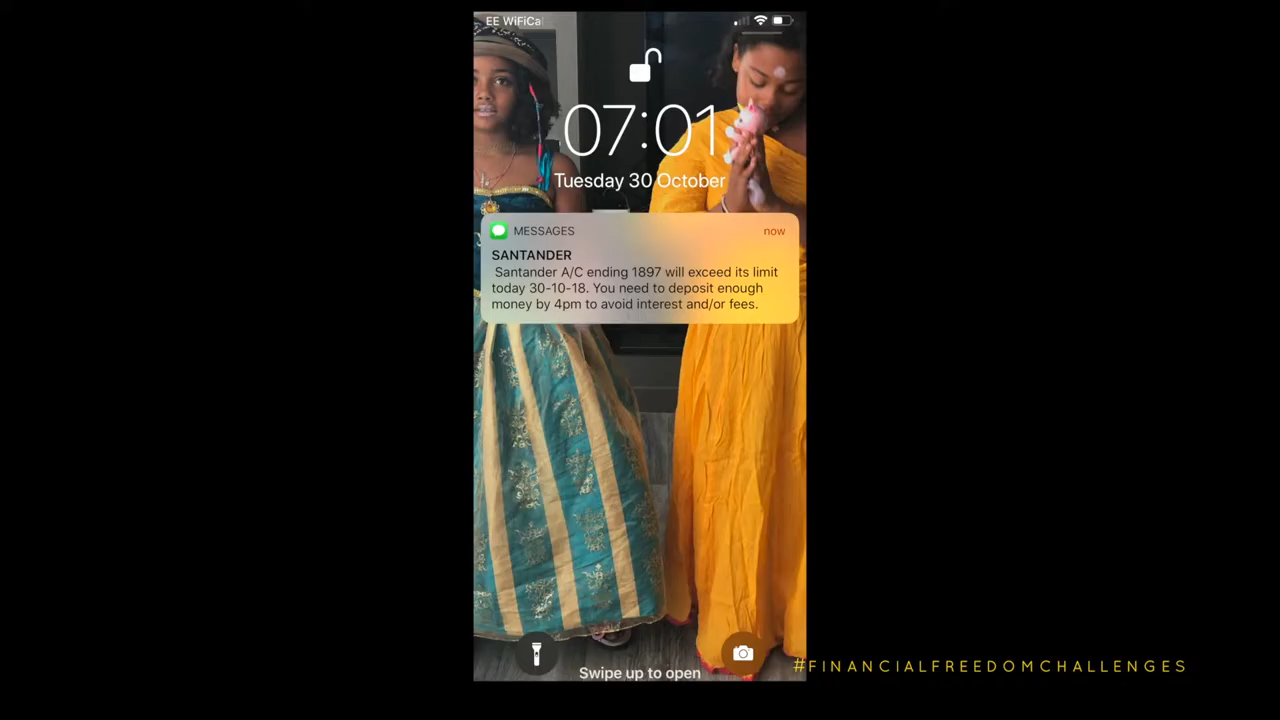 EE WiFiCal
07:01
Tuesday 30 October
MESSAGES now
SANTANDER
Santander A/C ending 1897 will exceed its limit
today 30-10-18. You need to deposit enough
money by 4pm to avoid interest and/or fees.
Swipe up to open
#FINANCIALFREEDOMCHALLENGES